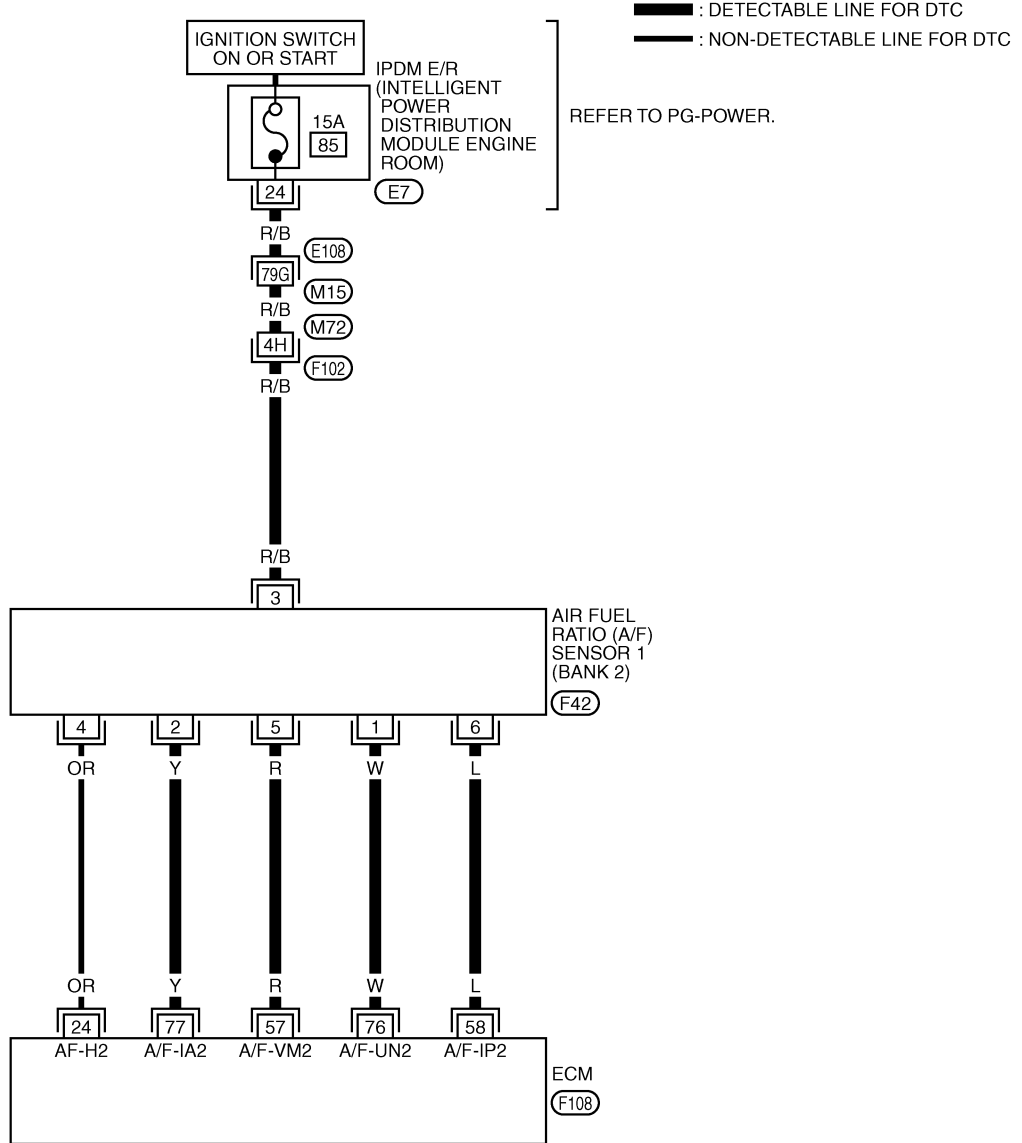 : DETECTABLE LINE FOR DTC
: NON-DETECTABLE LINE FOR DTC
IGNITION SWITCH
ON OR START
IPDM E/R
(INTELLIGENT
POWER
DISTRIBUTION
MODULE ENGINE
ROOM)
REFER TO PG-POWER.
15A
85
24
E7
R/B
E108
79G
M15
R/B
M72
4H
F102
R/B
R/B
3
AIR FUEL
RATIO (A/F)
SENSOR 1
(BANK 2)
F42
4 2 5 1 6
OR Y R W L
OR Y R W L
24 77 57 76 58
AF-H2 A/F-IA2 A/F-VM2 A/F-UN2 A/F-IP2
ECM
F108